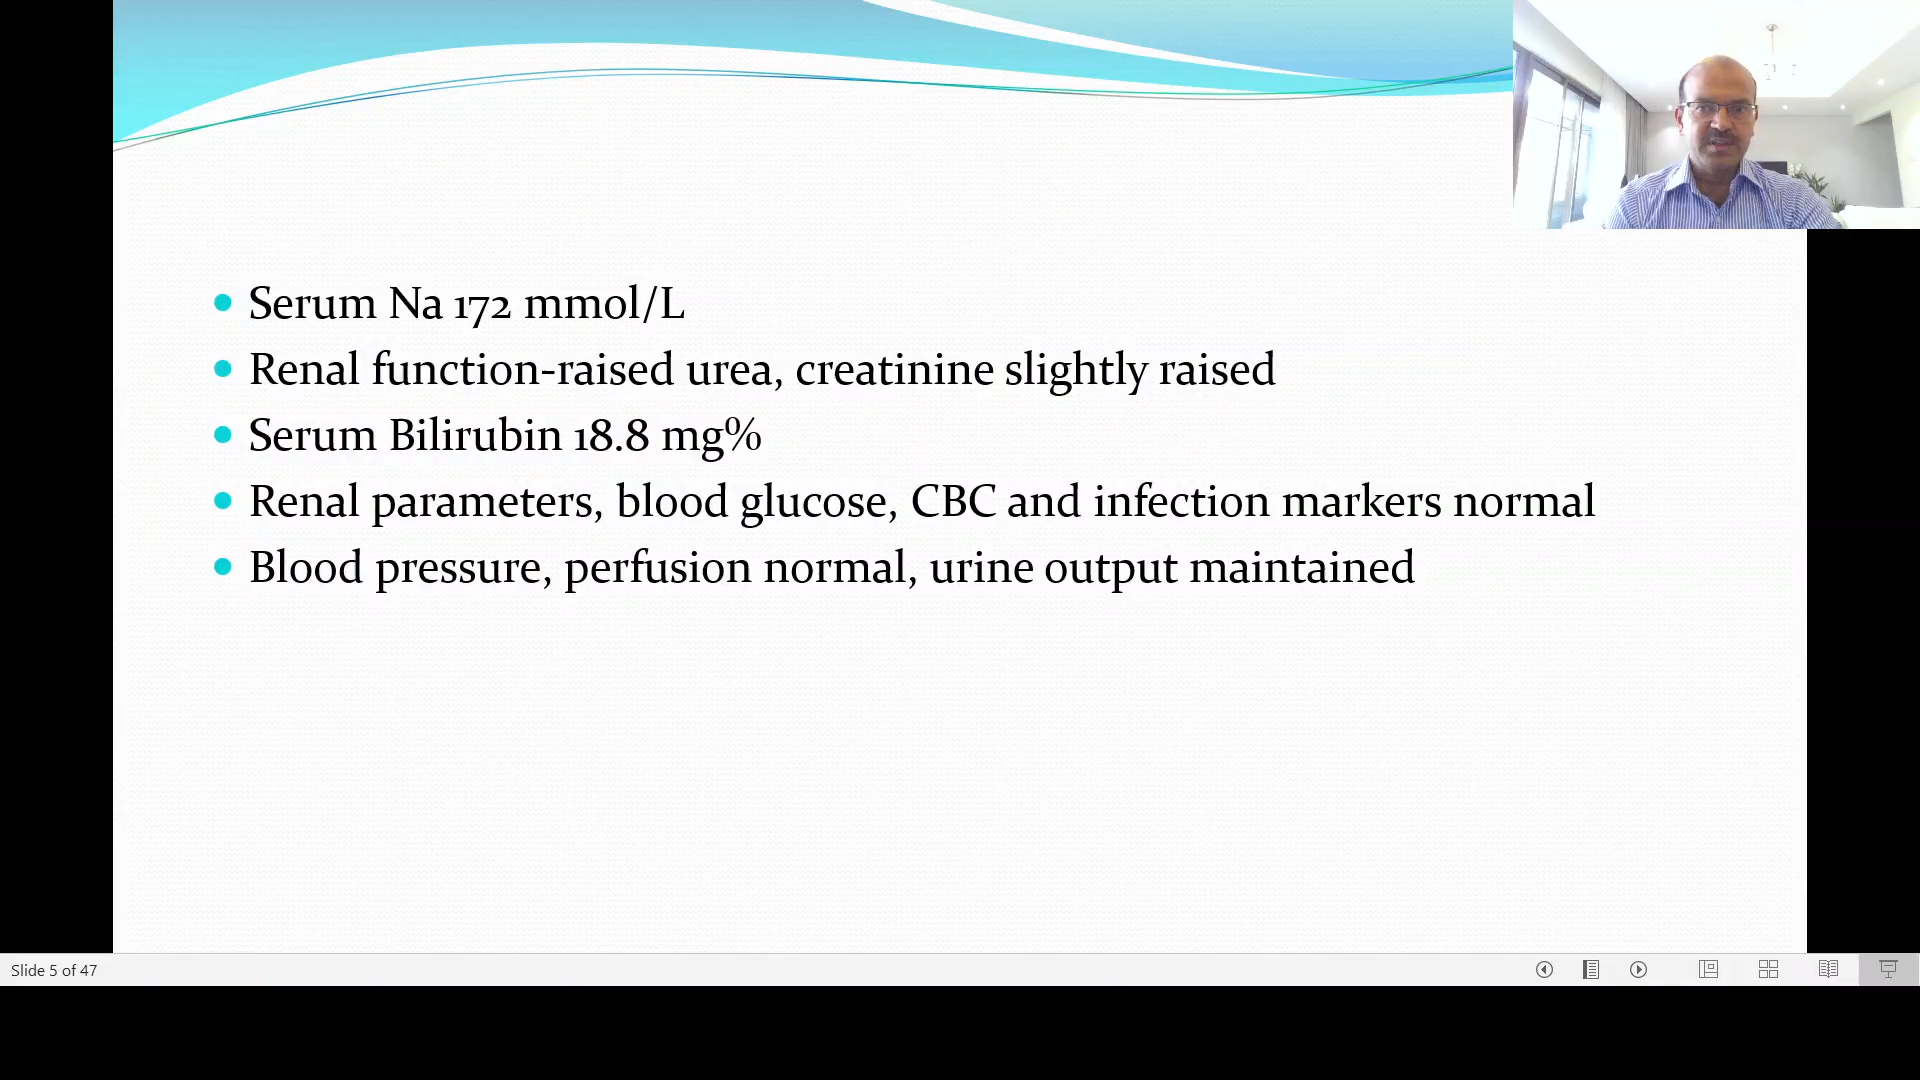 Serum Na 172 mmol/L
Renal function-raised urea, creatinine slightly raised
Serum Bilirubin 18.8 mg%
Renal parameters, blood glucose, CBC and infection markers normal
Blood pressure, perfusion normal, urine output maintained
Slide 5 of 47